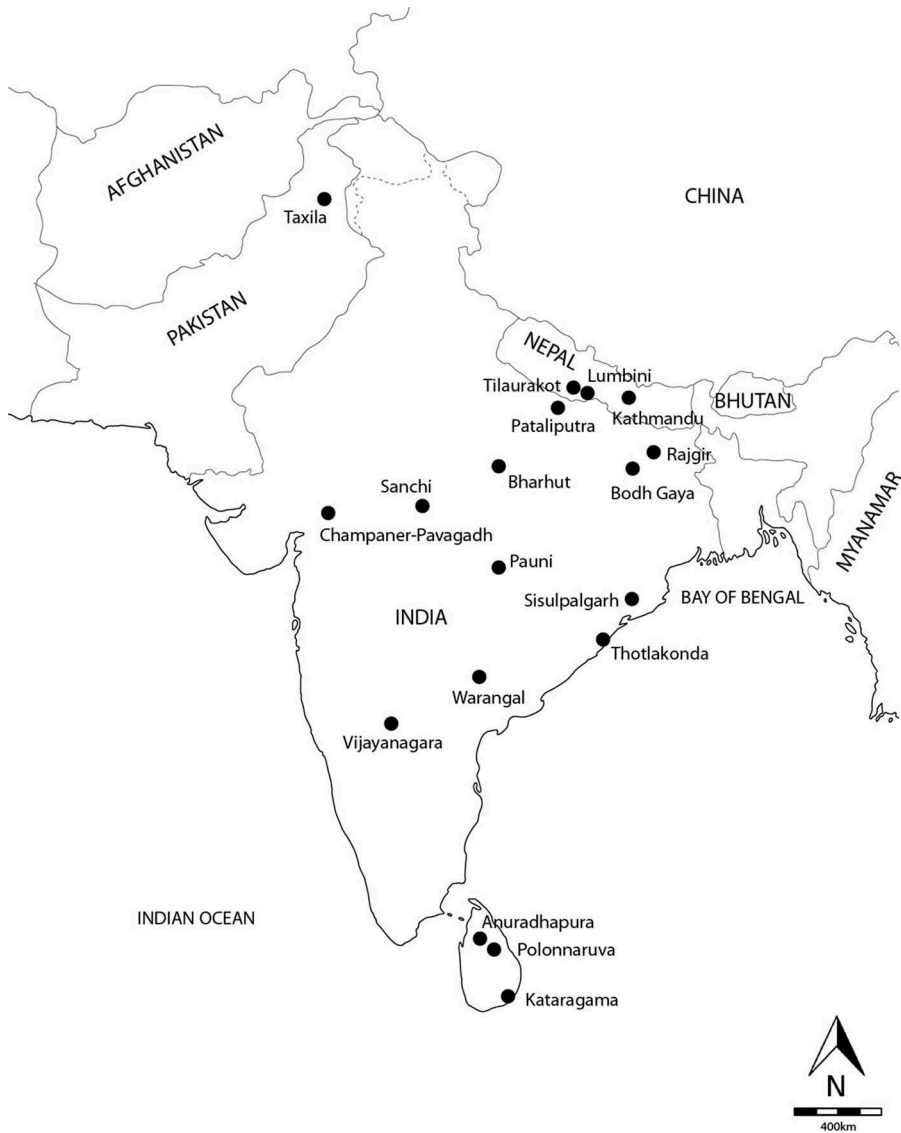 AFGHANISTAN
CHINA
Taxila
PAKISTAN
NEPAL
Tilaurakot
Lumbini
BHUTAN
Kathmandu
Pataliputra
Rajgir
Bharhut
Bodh Gaya
Sanchi
MYANAMAR
Champaner-Pavagadh
Pauni
Sisulpalgarh
BAY OF BENGAL
INDIA
Thotlakonda
Warangal
Vijayanagara
INDIAN OCEAN
Anuradhapura
Polonnaruva
Kataragama
N
400km